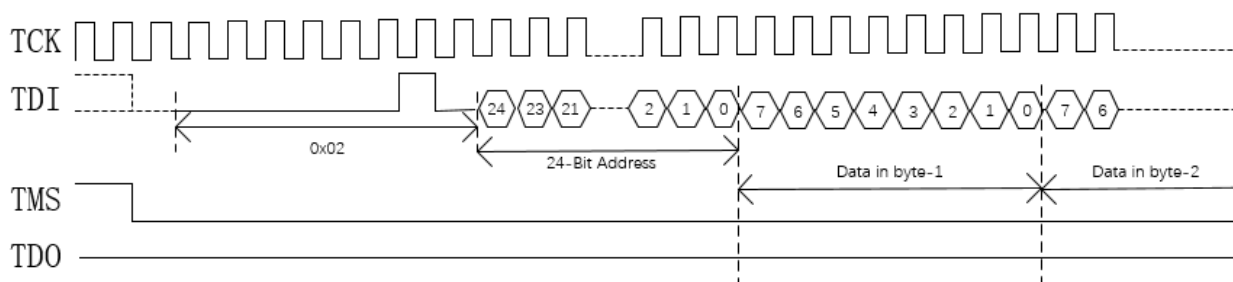 TCK
TDI
24 23 21 2 1 0 7 6 5 4 3 2 1 0 7 6
0x02
24-Bit Address
Data in byte-1
Data in byte-2
TMS
TDO